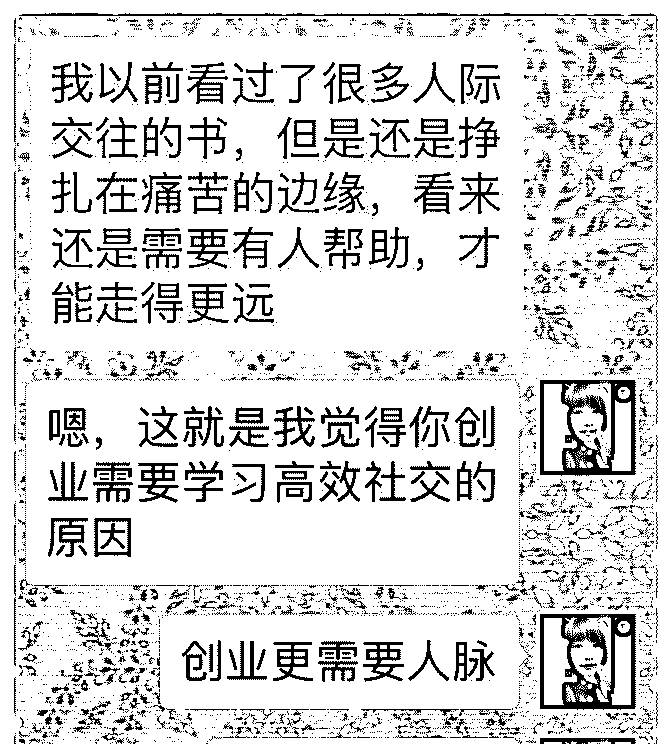 我以前看过了很多人际
交往的书，但是还是挣
扎在痛苦的边缘，看来
还是需要有人帮助，才
能走得更远
嗯，这就是我觉得你创
业需要学习高效社交的
原因
创业更需要人脉